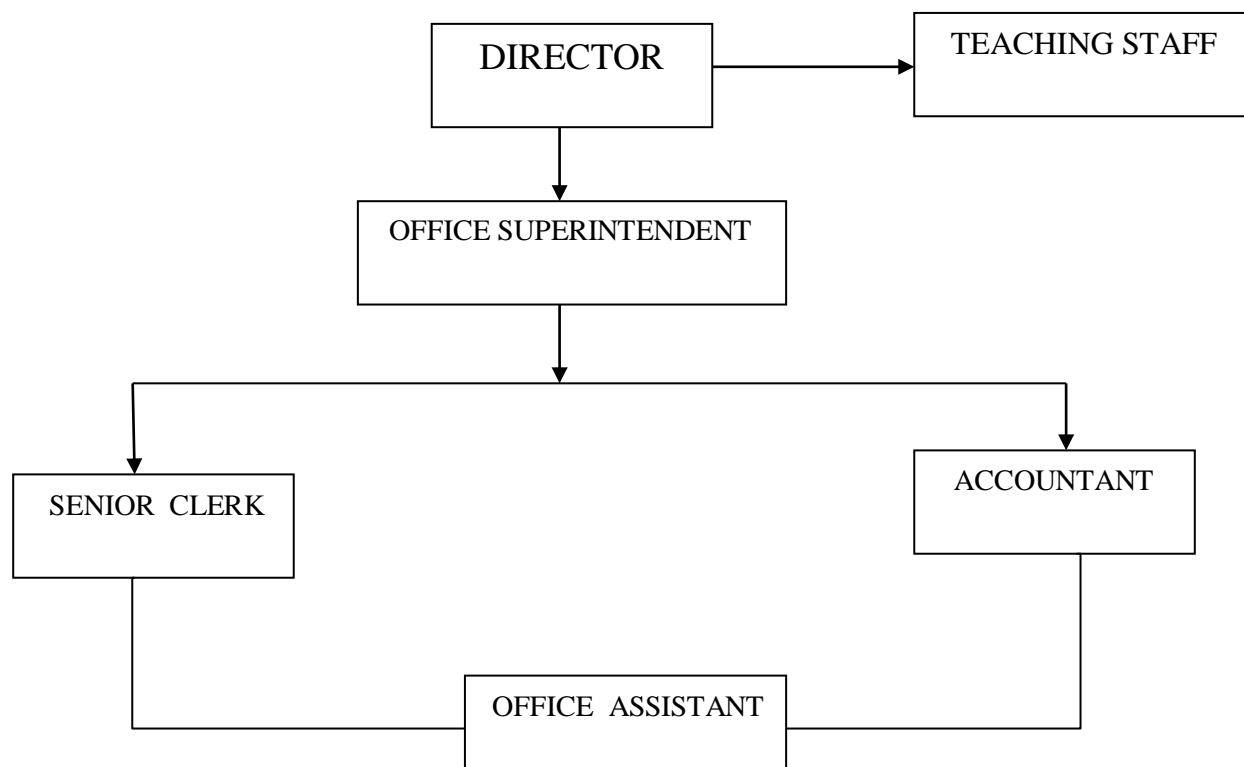 DIRECTOR
TEACHING STAFF
OFFICE SUPERINTENDENT
SENIOR CLERK
ACCOUNTANT
OFFICE ASSISTANT